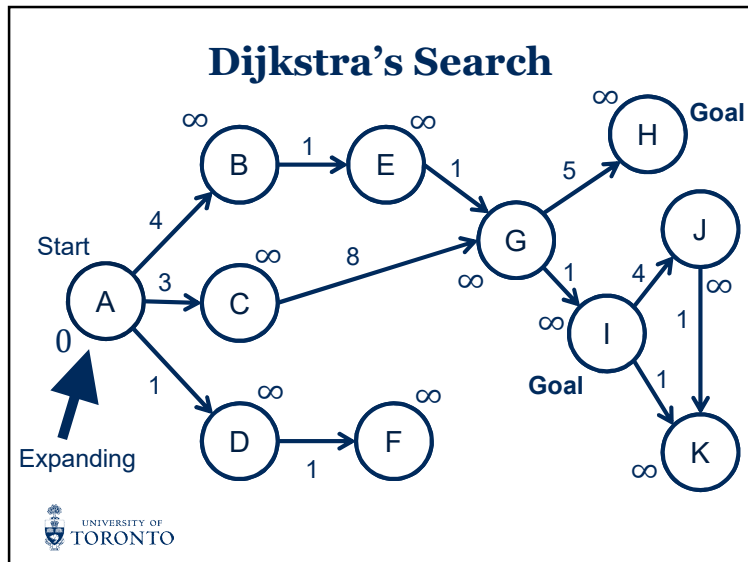 Dijkstra's Search
∞
∞
∞
Goal
B
1
E
1
5
H
4
G
J
Start
∞
8
∞
1
4
∞
A
3
C
∞
I
1
0
1
∞
∞
Goal
1
D
1
F
∞
K
Expanding
UNIVERSITY OF
TORONTO